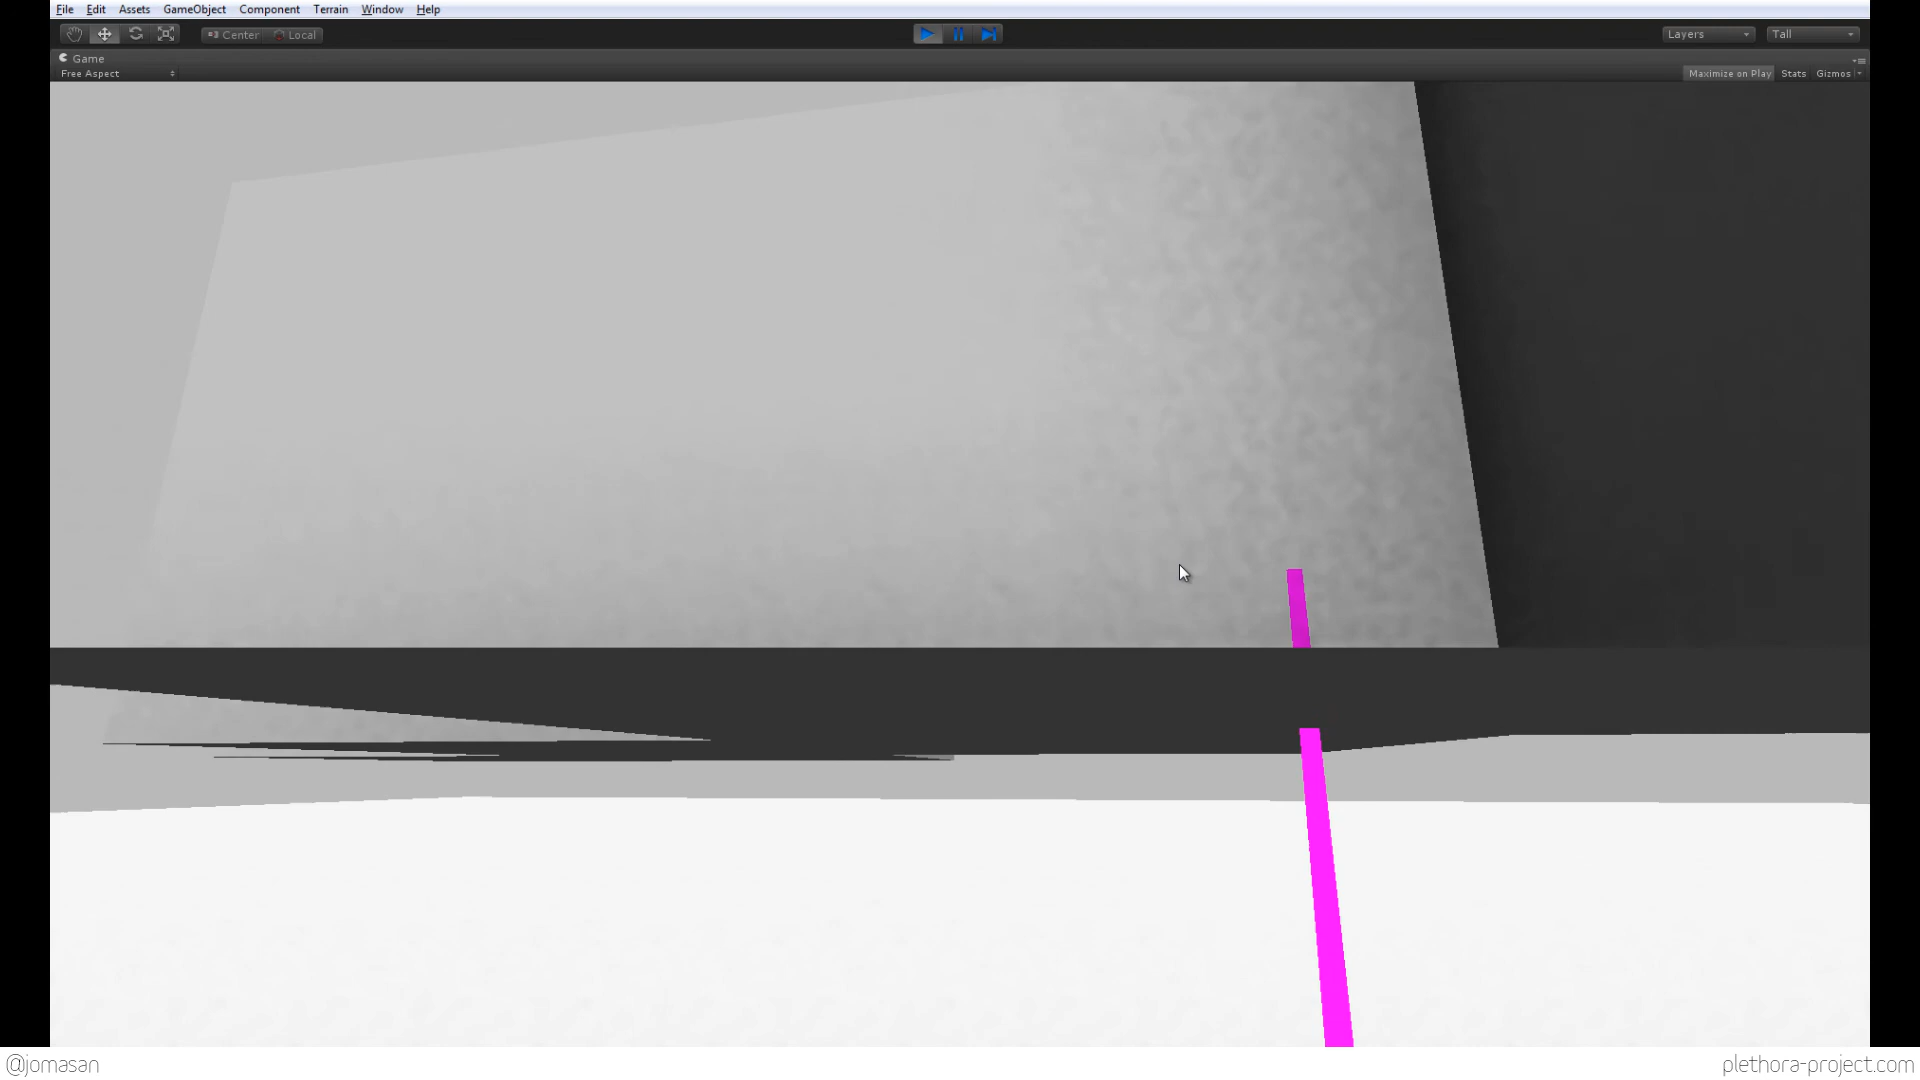 File Edit Assets GameObject Component Terrain Window Help
Center Local Layers Tall
Game
Free Aspect Maximize on Play Stats Gizmos
@jomasan plethora-project.com